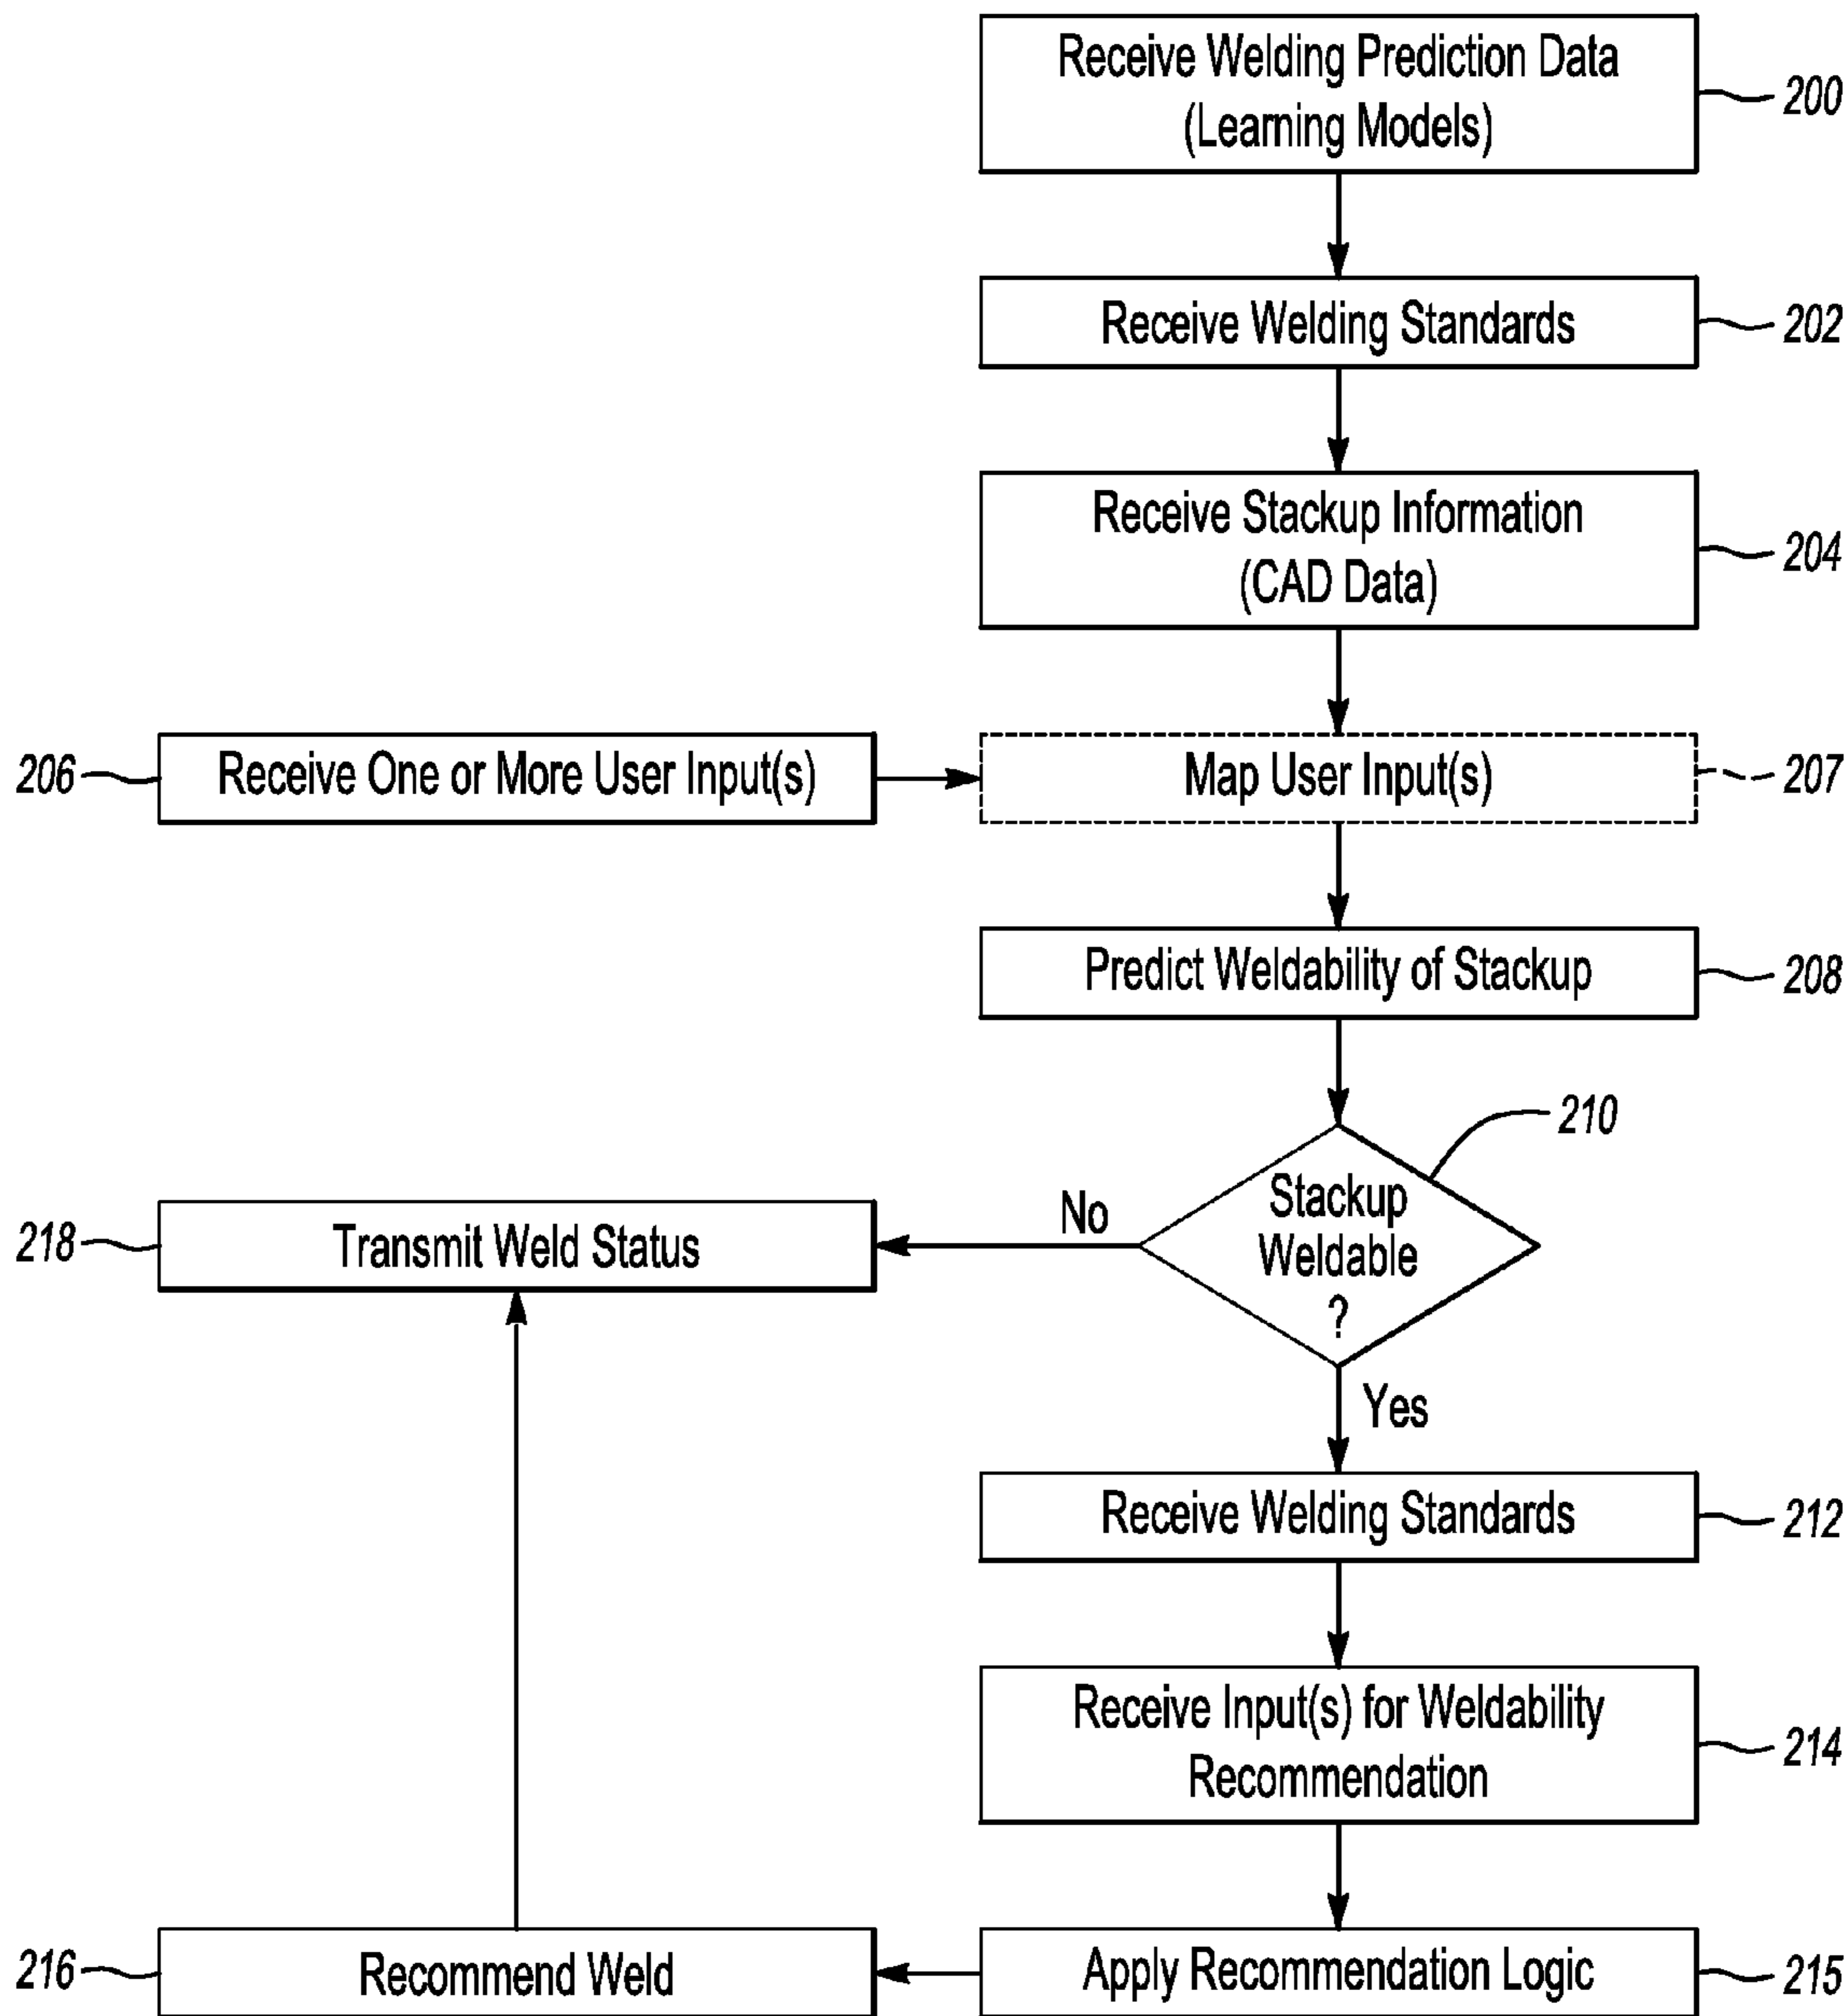 Receive Welding Prediction Data
(Learning Models)
200
Receive Welding Standards
202
Receive Stackup Information
(CAD Data)
204
206
Receive One or More User Input(s)
Map User Input(s)
207
Predict Weldability of Stackup
208
210
Stackup
Weldable
?
No
218
Transmit Weld Status
Yes
Receive Welding Standards
212
Receive Input(s) for Weldability
Recommendation
214
216
Recommend Weld
Apply Recommendation Logic
215